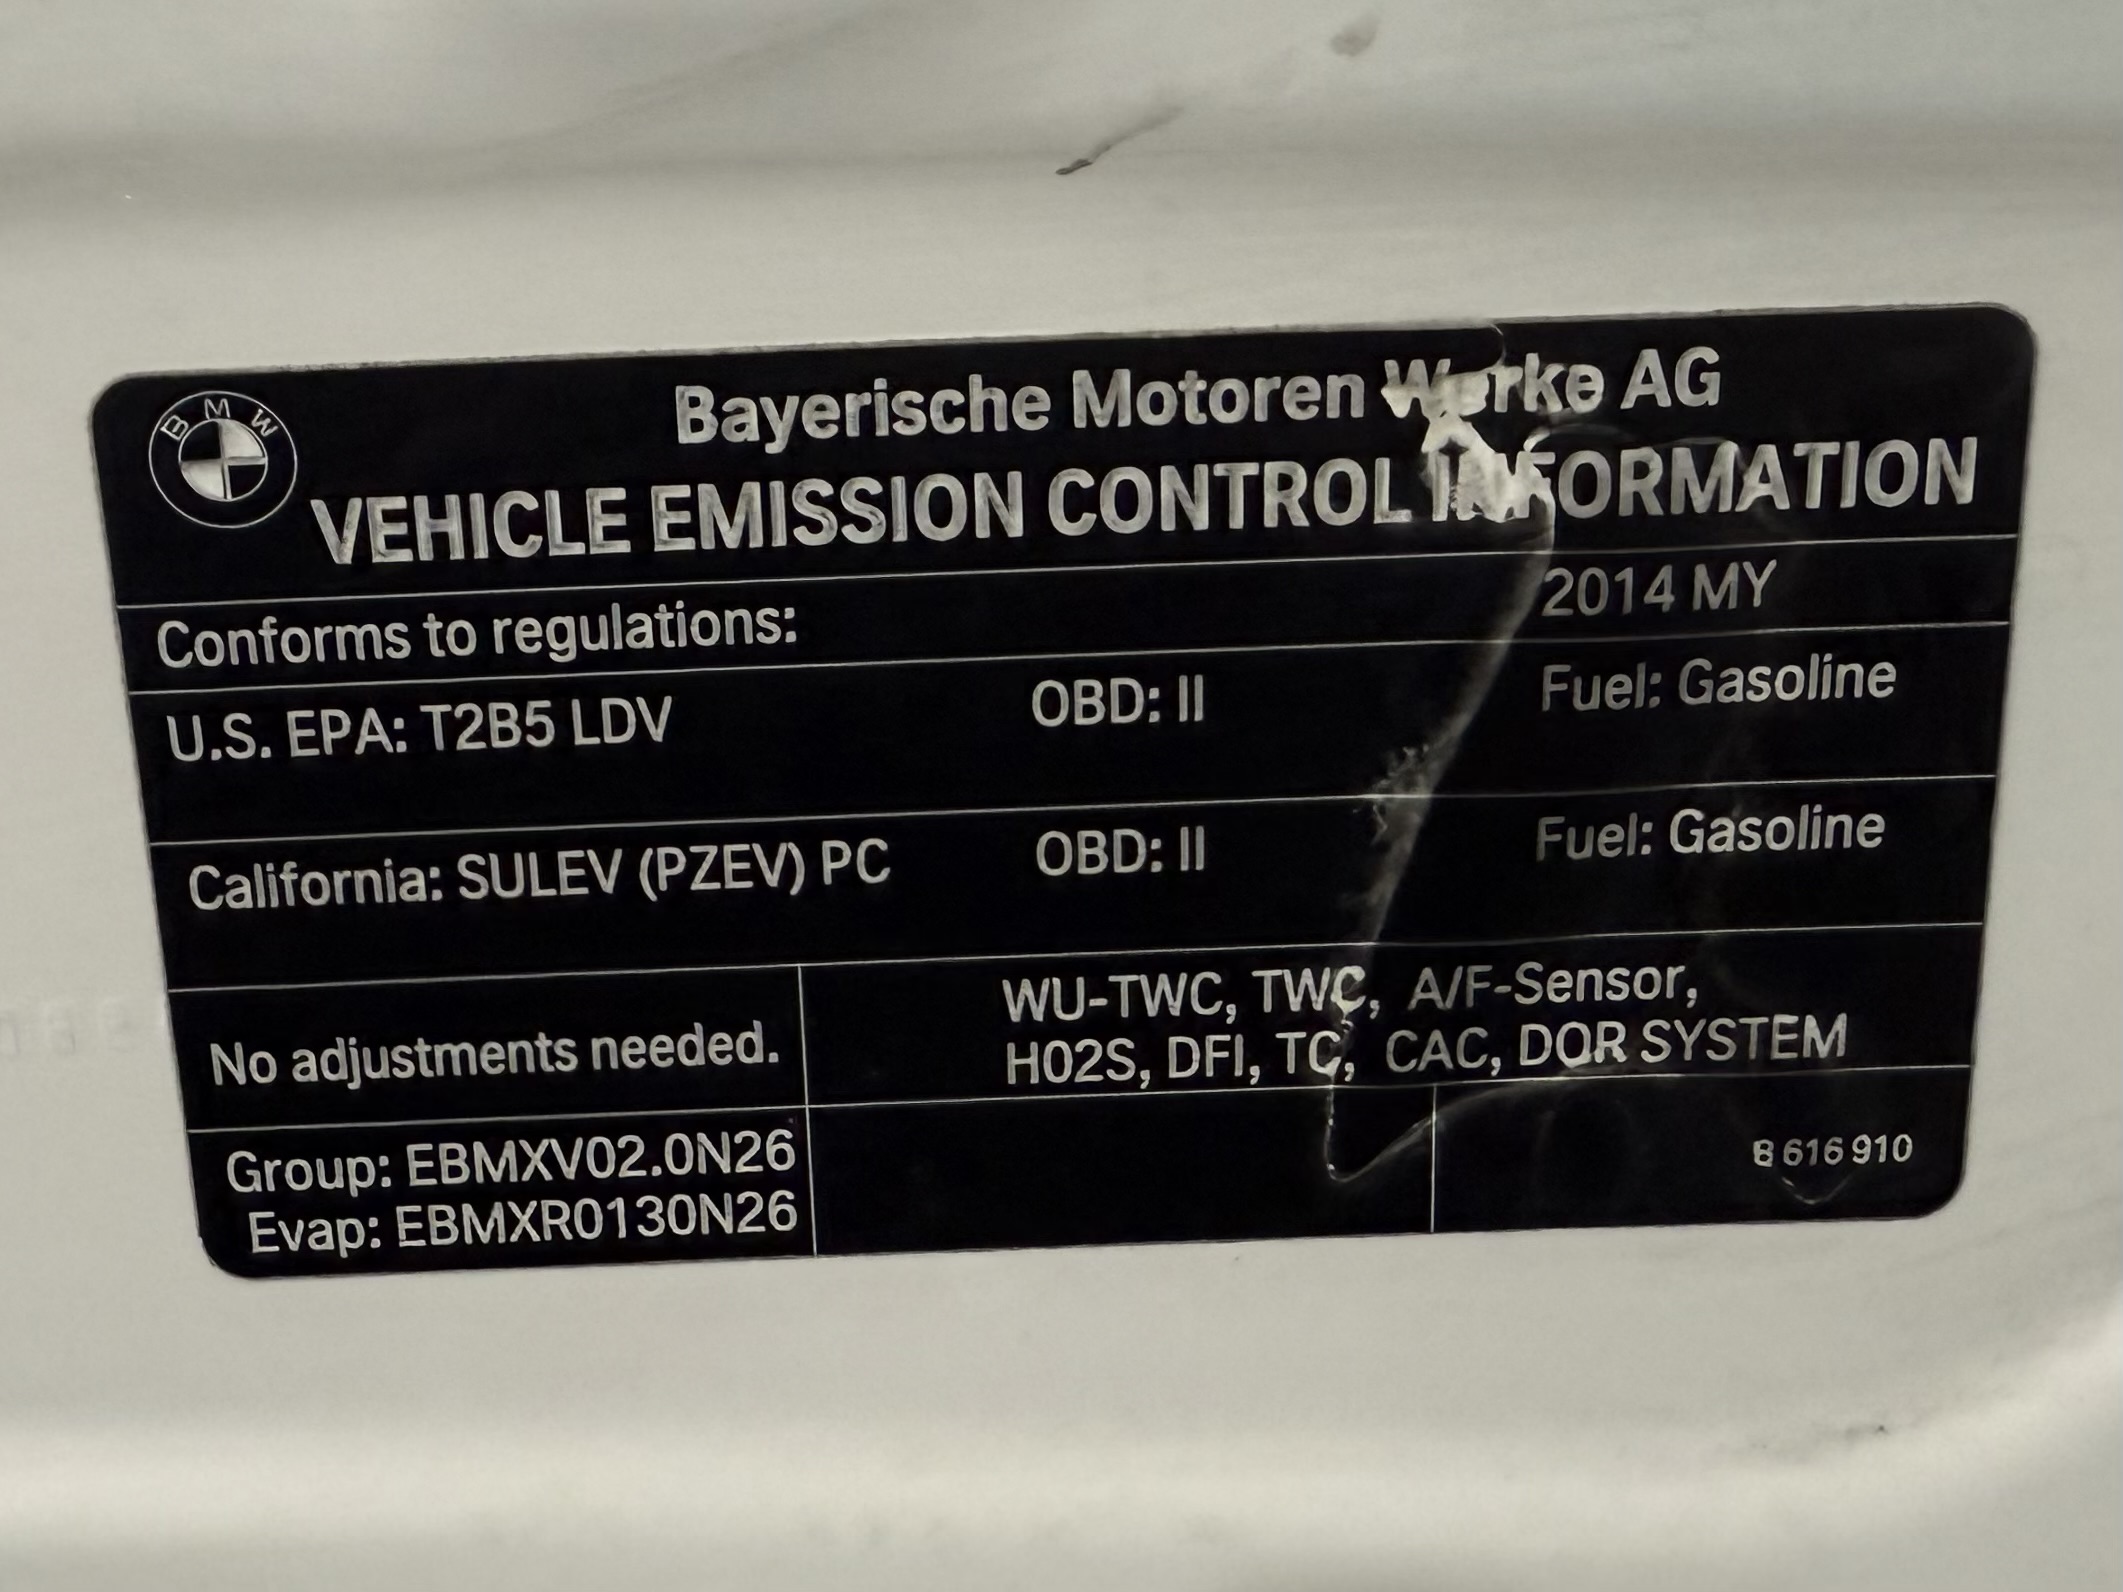 BMW
Bayerische Motoren Werke AG
VEHICLE EMISSION CONTROL INFORMATION
Conforms to regulations: 2014 MY
U.S. EPA: T2B5 LDV OBD: II Fuel: Gasoline
California: SULEV (PZEV) PC OBD: II Fuel: Gasoline
No adjustments needed.
WU-TWC, TWC, A/F-Sensor,
H02S, DFI, TC, CAC, DOR SYSTEM
Group: EBMXV02.0N26
Evap: EBMXR0130N26
8 616 910